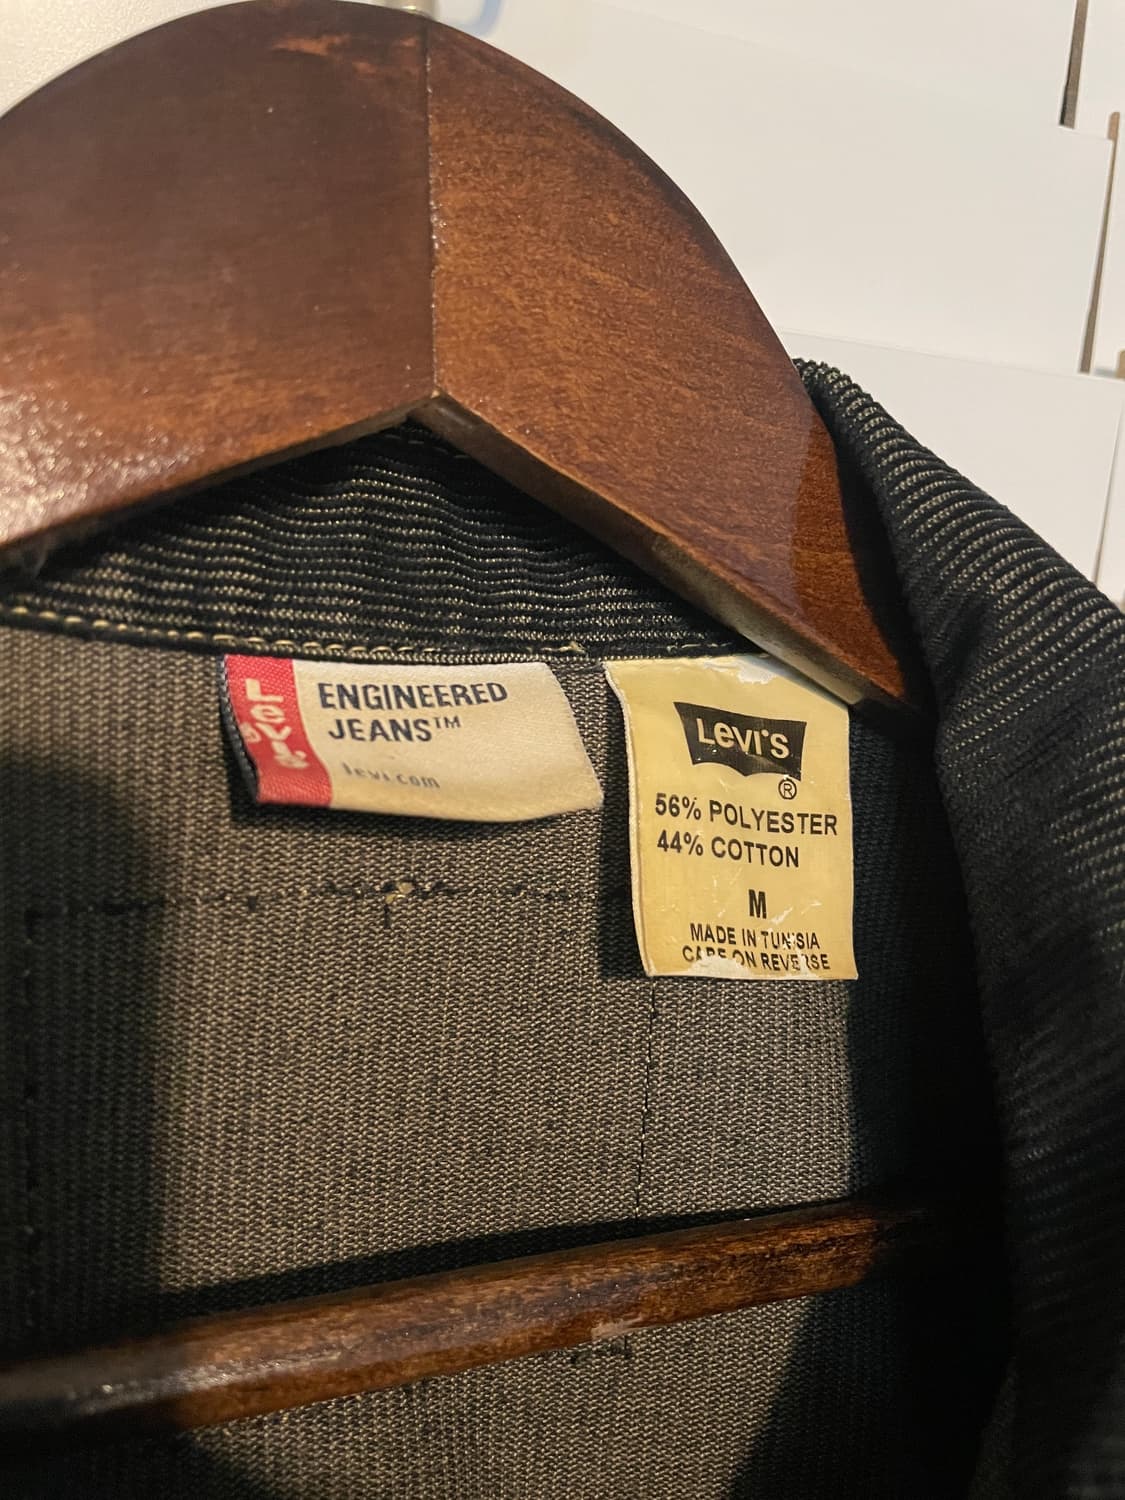 Levi's
®
ENGINEERED
JEANS™
levi.com
Levi's
®
56% POLYESTER
44% COTTON
M
MADE IN TUNISIA
CARE ON REVERSE